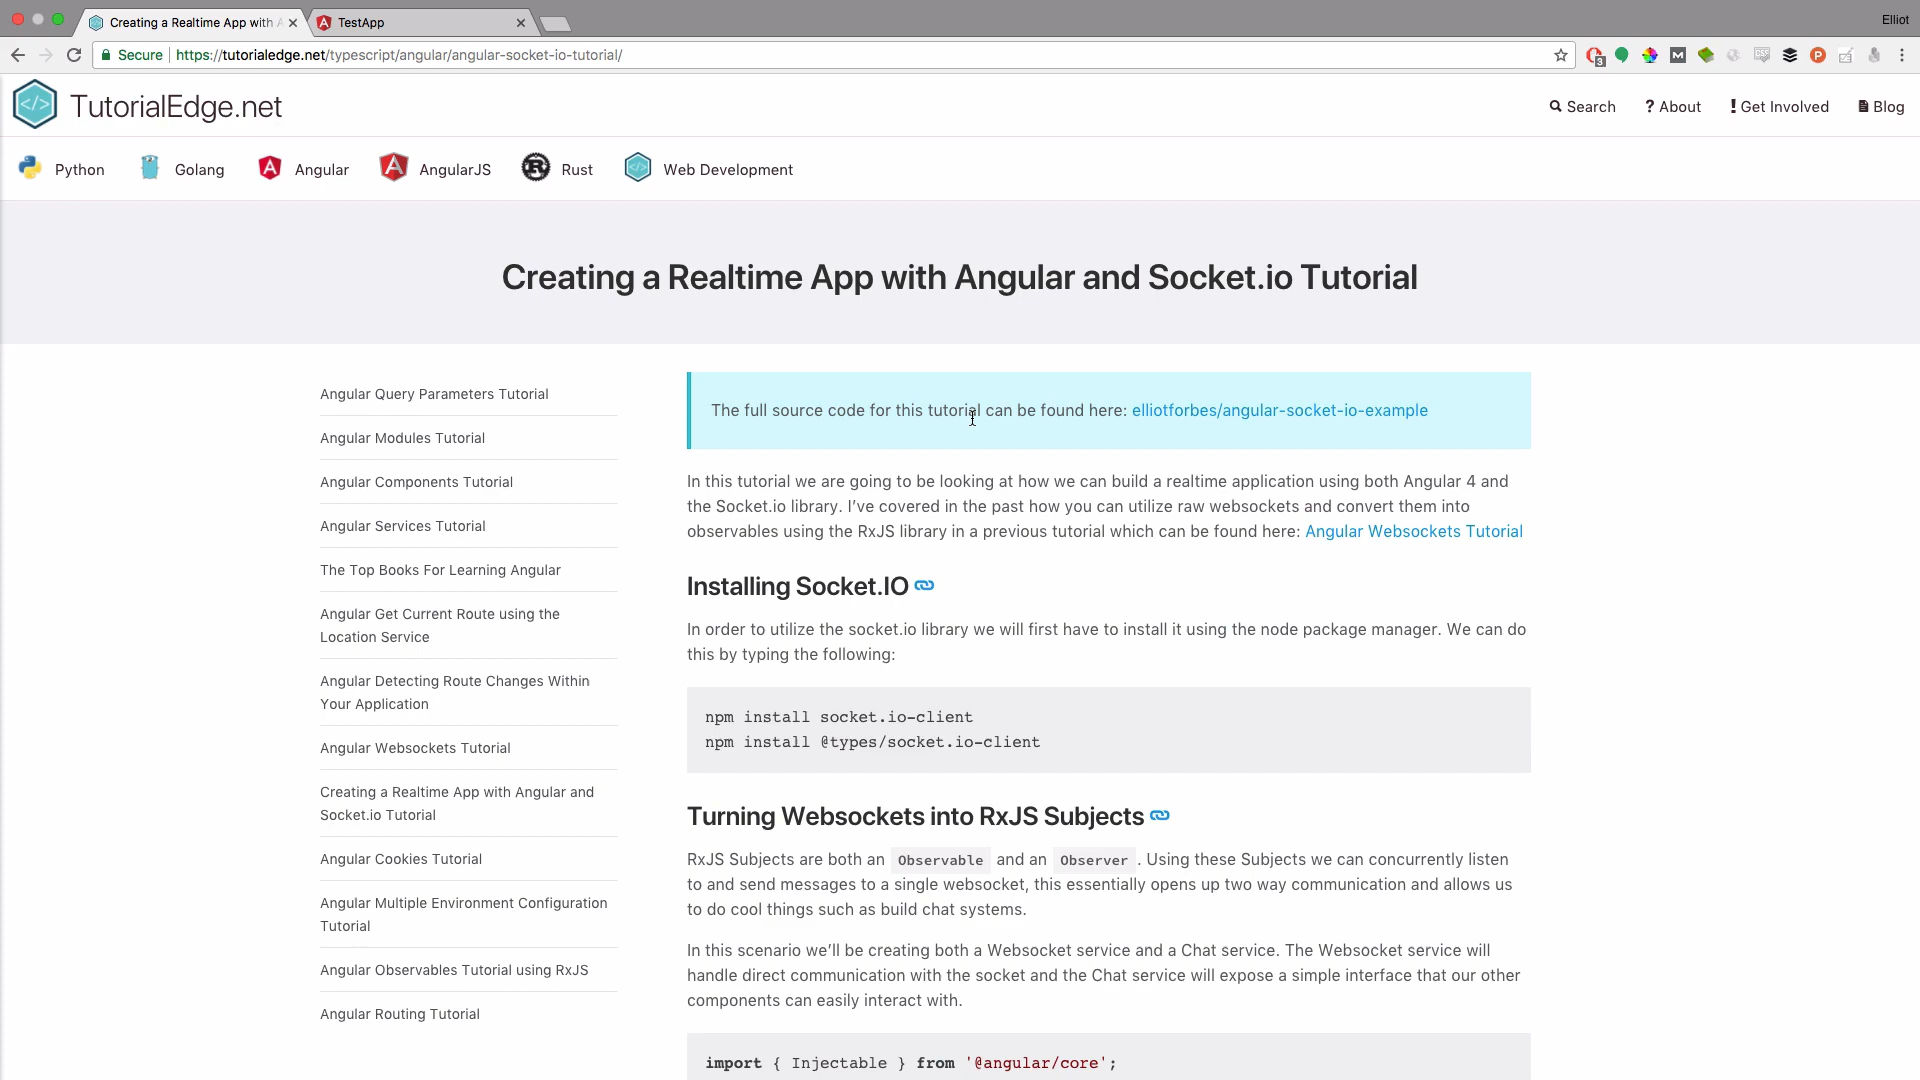 Creating a Realtime App with A
TestApp
Elliot
Secure
https://tutorialedge.net/typescript/angular/angular-socket-io-tutorial/
3
TutorialEdge.net
Search
? About
! Get Involved
Blog
Python
Golang
Angular
AngularJS
Rust
Web Development
Creating a Realtime App with Angular and Socket.io Tutorial
Angular Query Parameters Tutorial
Angular Modules Tutorial
Angular Components Tutorial
Angular Services Tutorial
The Top Books For Learning Angular
Angular Get Current Route using the
Location Service
Angular Detecting Route Changes Within
Your Application
Angular Websockets Tutorial
Creating a Realtime App with Angular and
Socket.io Tutorial
Angular Cookies Tutorial
Angular Multiple Environment Configuration
Tutorial
Angular Observables Tutorial using RxJS
Angular Routing Tutorial
The full source code for this tutorial can be found here: elliotforbes/angular-socket-io-example
In this tutorial we are going to be looking at how we can build a realtime application using both Angular 4 and
the Socket.io library. I've covered in the past how you can utilize raw websockets and convert them into
observables using the RxJS library in a previous tutorial which can be found here: Angular Websockets Tutorial
Installing Socket.IO
In order to utilize the socket.io library we will first have to install it using the node package manager. We can do
this by typing the following:
npm install socket.io-client
npm install @types/socket.io-client
Turning Websockets into RxJS Subjects
RxJS Subjects are both an Observable and an Observer . Using these Subjects we can concurrently listen
to and send messages to a single websocket, this essentially opens up two way communication and allows us
to do cool things such as build chat systems.
In this scenario we'll be creating both a Websocket service and a Chat service. The Websocket service will
handle direct communication with the socket and the Chat service will expose a simple interface that our other
components can easily interact with.
import { Injectable } from '@angular/core';